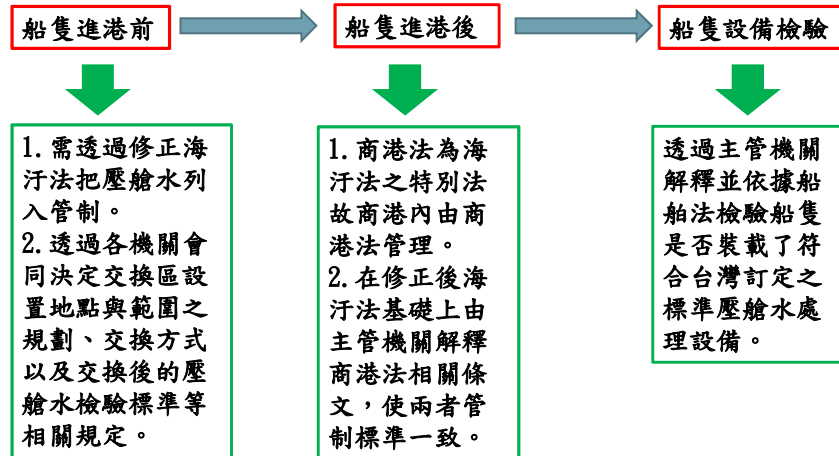 船隻進港前
船隻進港後
船隻設備檢驗
1. 需透過修正海
汙法把壓艙水列
入管制。
2. 透過各機關會
同決定交換區設
置地點與範圍之
規劃、交換方式
以及交換後的壓
艙水檢驗標準等
相關規定。
1. 商港法為海
汙法之特別法
故商港內由商
港法管理。
2. 在修正後海
汙法基礎上由
主管機關解釋
商港法相關條
文，使兩者管
制標準一致。
透過主管機關
解釋並依據船
舶法檢驗船隻
是否裝載了符
合台灣訂定之
標準壓艙水處
理設備。